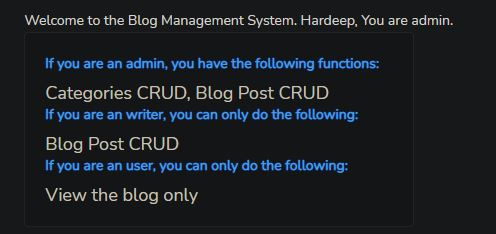 Welcome to the Blog Management System. Hardeep, You are admin.
If you are an admin, you have the following functions:
Categories CRUD, Blog Post CRUD
If you are an writer, you can only do the following:
Blog Post CRUD
If you are an user, you can only do the following:
View the blog only